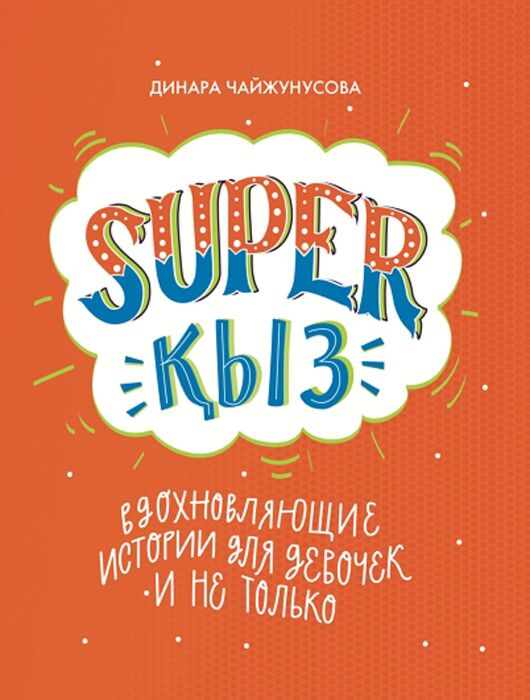 ДИНАРА ЧАЙЖУНУСОВА
SUPER
ҚЫЗ
ВДОХНОВЛЯЮЩИЕ
ИСТОРИИ ДЛЯ ДЕВОЧЕК
И НЕ ТОЛЬКО